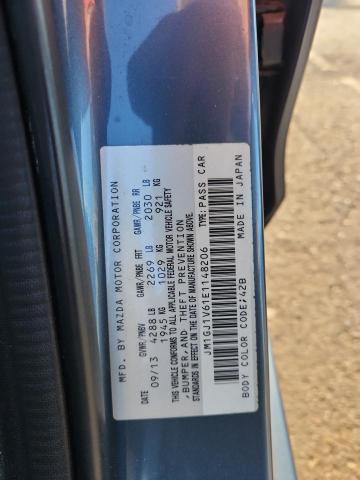 MFD. BY MAZDA MOTOR CORPORATION
DATE GVWR/PNBV GAWR/PNBE FRT GAWR/PNBE RR
09/13 4288 LB 2269 LB 2030 LB
1945 KG 1029 KG 921 KG
THIS VEHICLE CONFORMS TO ALL APPLICABLE FEDERAL MOTOR VEHICLE SAFETY
,BUMPER,AND THEFT PREVENTION
STANDARDS IN EFFECT ON THE DATE OF MANUFACTURE SHOWN ABOVE.
JM1GJ1V61E1148206 TYPE:PASS CAR
BODY COLOR CODE;42B MADE IN JAPAN